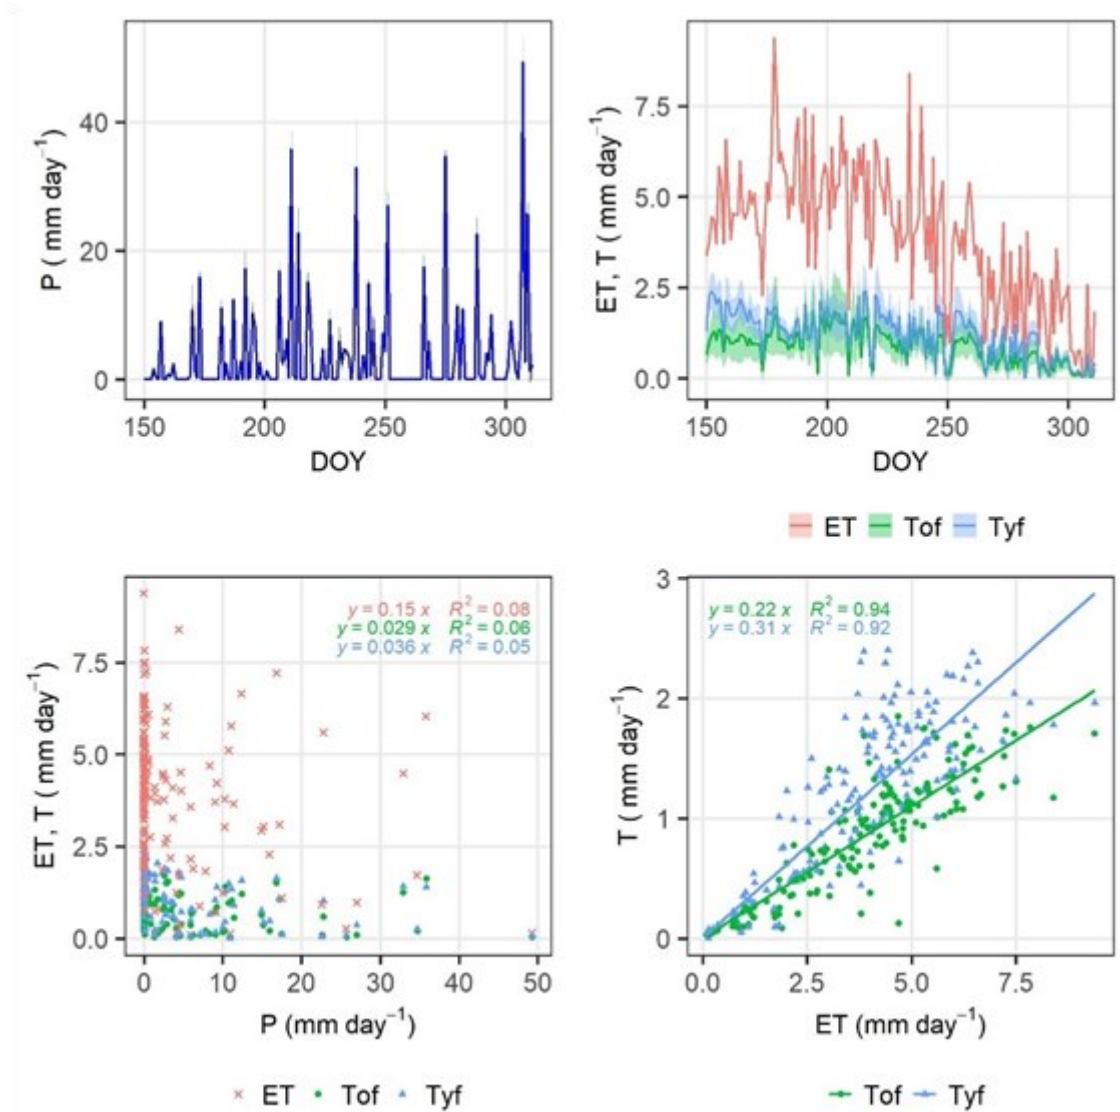 P ( mm day⁻¹)
40
20
0
150 200 250 300
DOY
ET, T ( mm day⁻¹)
7.5
5.0
2.5
0.0
150 200 250 300
DOY
ET Tof Tyf
ET, T ( mm day⁻¹)
7.5
5.0
2.5
0.0
y = 0.15 x R² = 0.08
y = 0.029 x R² = 0.06
y = 0.036 x R² = 0.05
0 10 20 30 40 50
P (mm day⁻¹)
ET Tof Tyf
T ( mm day⁻¹)
3
2
1
0
y = 0.22 x R² = 0.94
y = 0.31 x R² = 0.92
0.0 2.5 5.0 7.5
ET (mm day⁻¹)
Tof Tyf